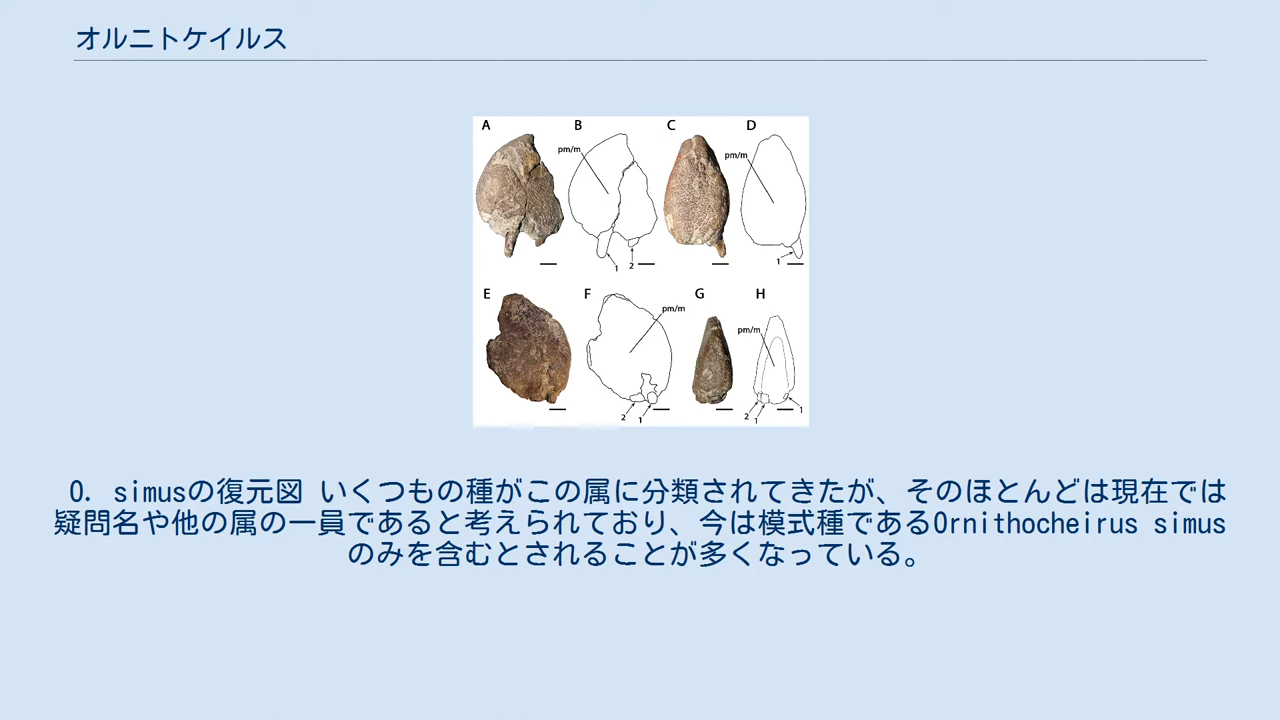 オルニトケイルス
A B C D
pm/m pm/m
1 2 1
E F G H
pm/m pm/m
2 1 2 1 1
O. simusの復元図 いくつもの種がこの属に分類されてきたが、そのほとんどは現在では
疑問名や他の属の一員であると考えられており、今は模式種であるOrnithocheirus simus
のみを含むとされることが多くなっている。